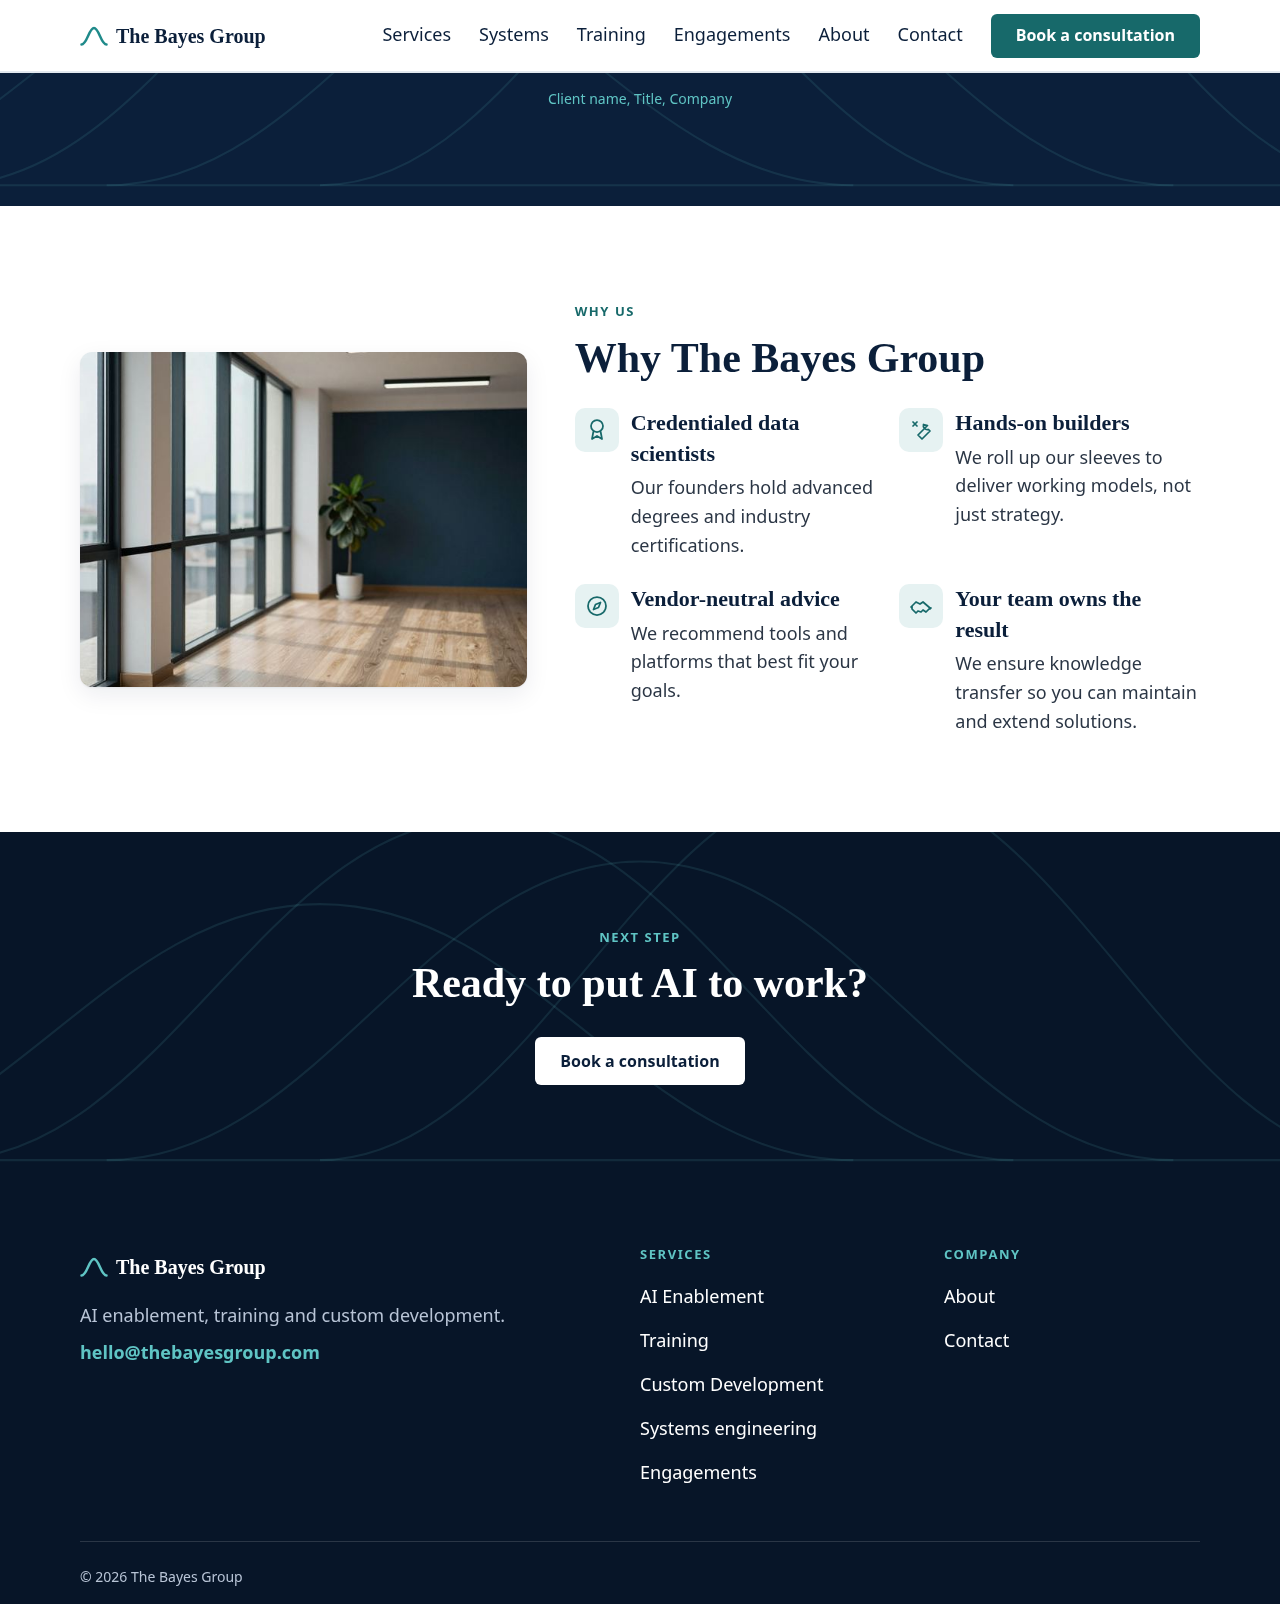 The Bayes Group
Services
Systems
Training
Engagements
About
Contact
Book a consultation
Client name, Title, Company
WHY US
Why The Bayes Group
Credentialed data
scientists
Our founders hold advanced
degrees and industry
certifications.
Hands-on builders
We roll up our sleeves to
deliver working models, not
just strategy.
Vendor-neutral advice
We recommend tools and
platforms that best fit your
goals.
Your team owns the
result
We ensure knowledge
transfer so you can maintain
and extend solutions.
NEXT STEP
Ready to put AI to work?
Book a consultation
The Bayes Group
AI enablement, training and custom development.
hello@thebayesgroup.com
SERVICES
AI Enablement
Training
Custom Development
Systems engineering
Engagements
COMPANY
About
Contact
© 2026 The Bayes Group